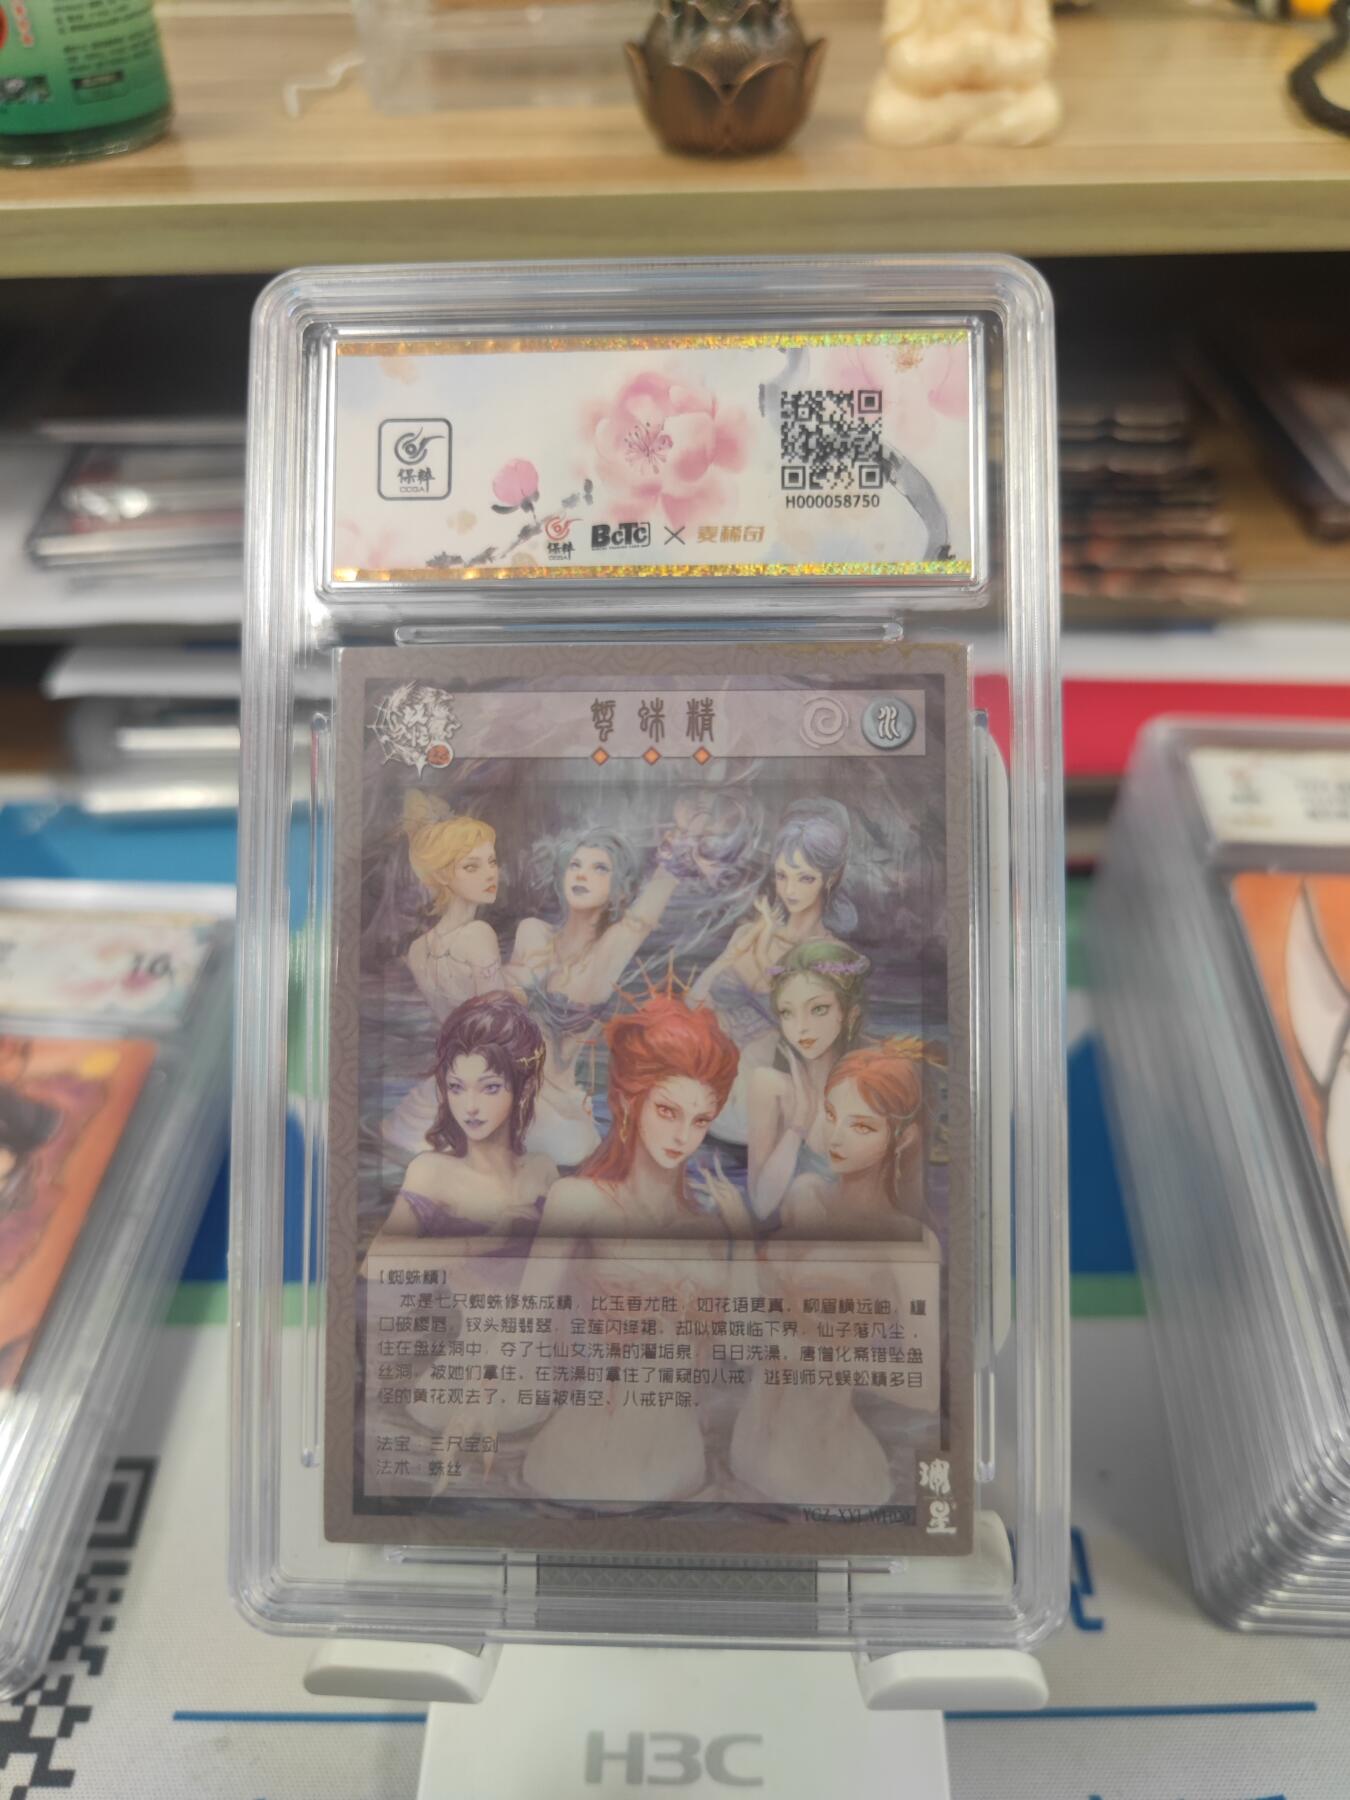 保粹
CCGA
H000058750
保粹
CCGA
BCTC × 麦稀奇
16
蜘蛛精
水
【蜘蛛精】
本是七只蜘蛛修炼成精，比玉香尤胜，如花语更真。柳眉横远岫，檀
口破樱唇。钗头翘翡翠，金莲闪绛裙。却似嫦娥临下界，仙子落凡尘，
住在盘丝洞中，夺了七仙女洗澡的濯垢泉，日日洗澡。唐僧化斋错坠盘
丝洞，被她们拿住。在洗澡时拿住了偷窥的八戒，逃到师兄蜈蚣精多目
怪的黄花观去了，后皆被悟空、八戒铲除。
法宝：三尺宝剑
法术：蛛丝
H3C